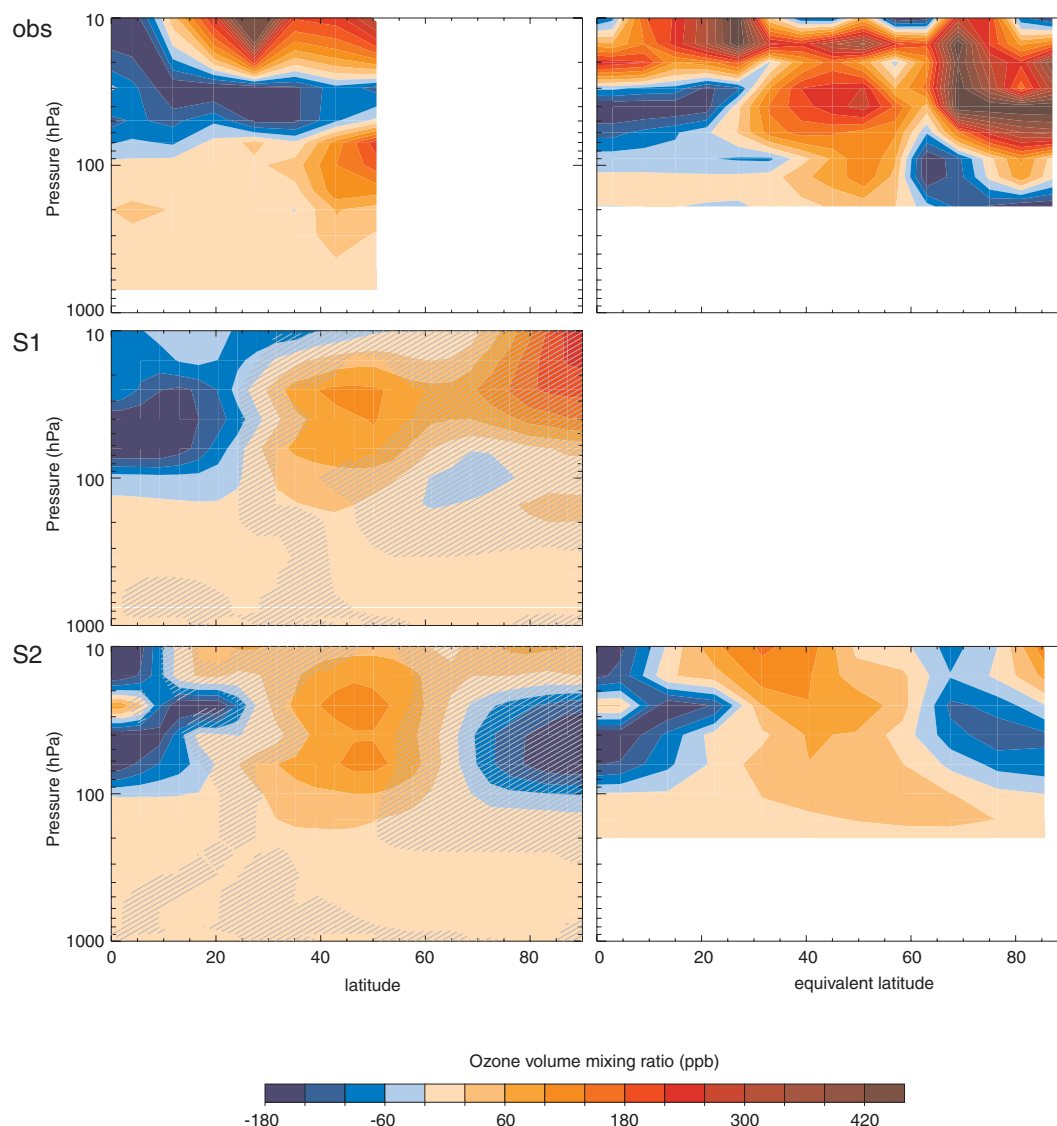 obs
10
Pressure (hPa)
100
1000
S1
10
Pressure (hPa)
100
1000
S2
10
Pressure (hPa)
100
1000
0 20 40 60 80
latitude
0 20 40 60 80
equivalent latitude
Ozone volume mixing ratio (ppb)
-180 -60 60 180 300 420